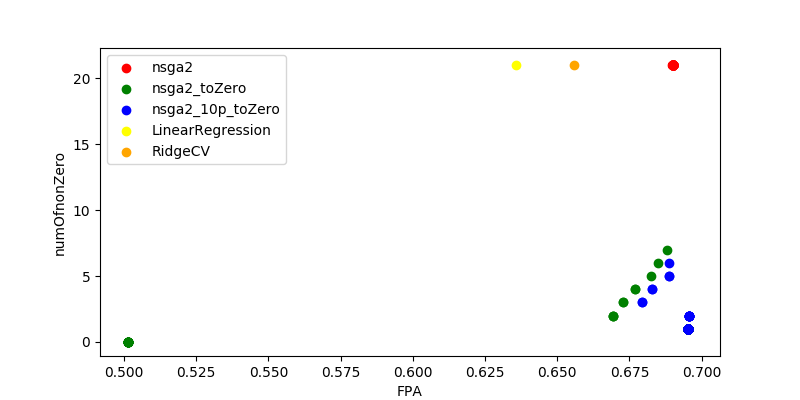 nsga2
nsga2_toZero
nsga2_10p_toZero
LinearRegression
RidgeCV
20
15
10
5
0
numOfnonZero
0.500 0.525 0.550 0.575 0.600 0.625 0.650 0.675 0.700
FPA